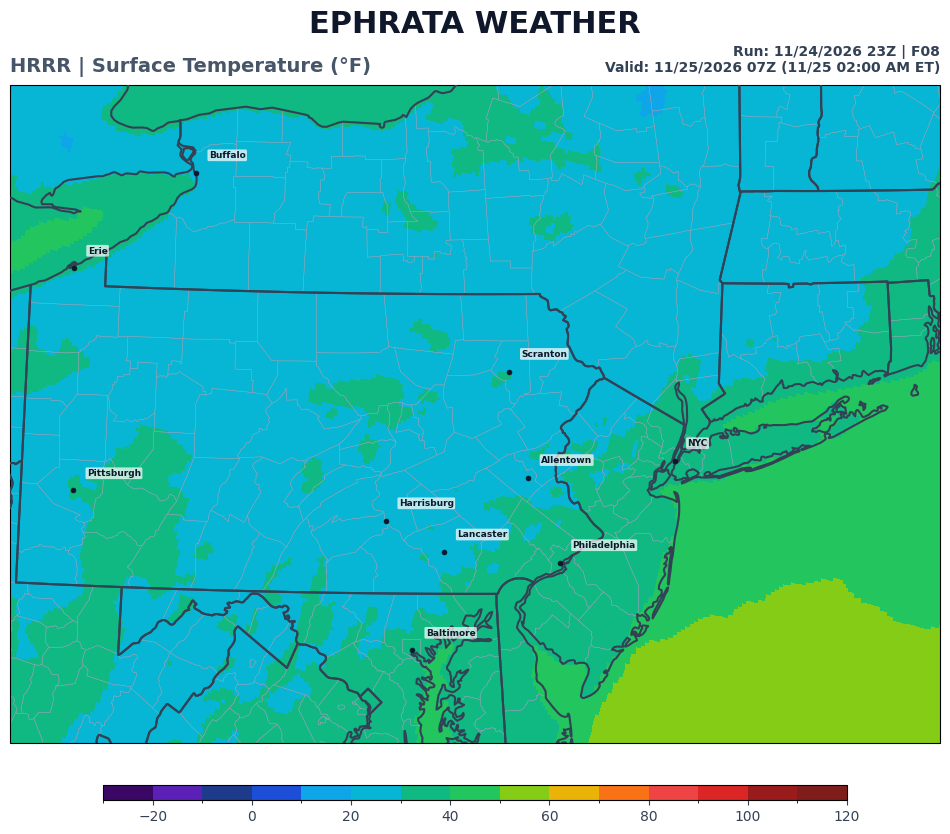 EPHRATA WEATHER
HRRR | Surface Temperature (°F)
Run: 11/24/2026 23Z | F08
Valid: 11/25/2026 07Z (11/25 02:00 AM ET)
Buffalo
Erie
Scranton
NYC
Allentown
Pittsburgh
Harrisburg
Lancaster
Philadelphia
Baltimore
−20 0 20 40 60 80 100 120